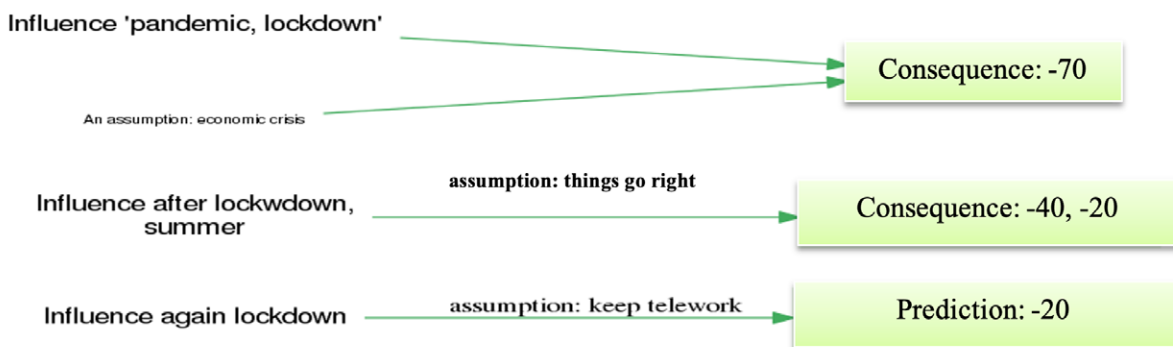 Influence 'pandemic, lockdown'
Consequence: -70
An assumption: economic crisis
assumption: things go right
Influence after lockwdown,
summer
Consequence: -40, -20
Influence again lockdown
assumption: keep telework
Prediction: -20